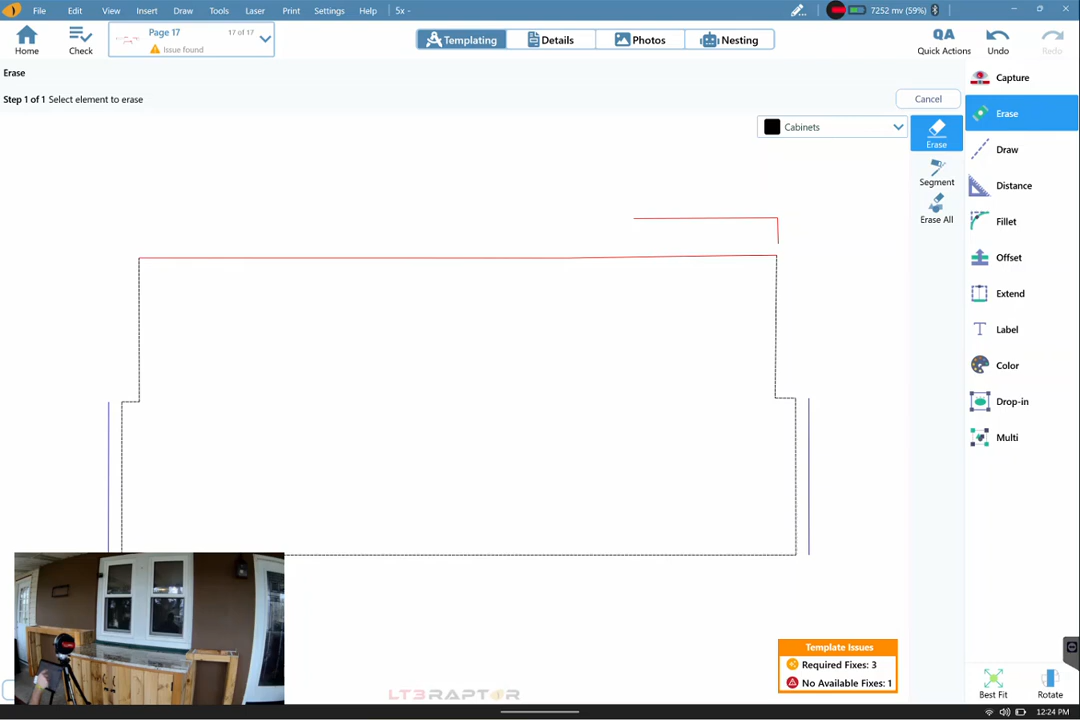 File Edit View Insert Draw Tools Laser Print Settings Help 5x - 7252 mv (59%)
Home
Check
Page 17 17 of 17
Issue found
Templating Details Photos Nesting
QA
Quick Actions
Undo
Redo
Erase
Step 1 of 1 Select element to erase
Cancel
Cabinets
Erase
Segment
Erase All
Capture
Erase
Draw
Distance
Fillet
Offset
Extend
Label
Color
Drop-in
Multi
Template Issues
Required Fixes: 3
No Available Fixes: 1
LT3RAPTOR
Best Fit
Rotate
12:24 PM